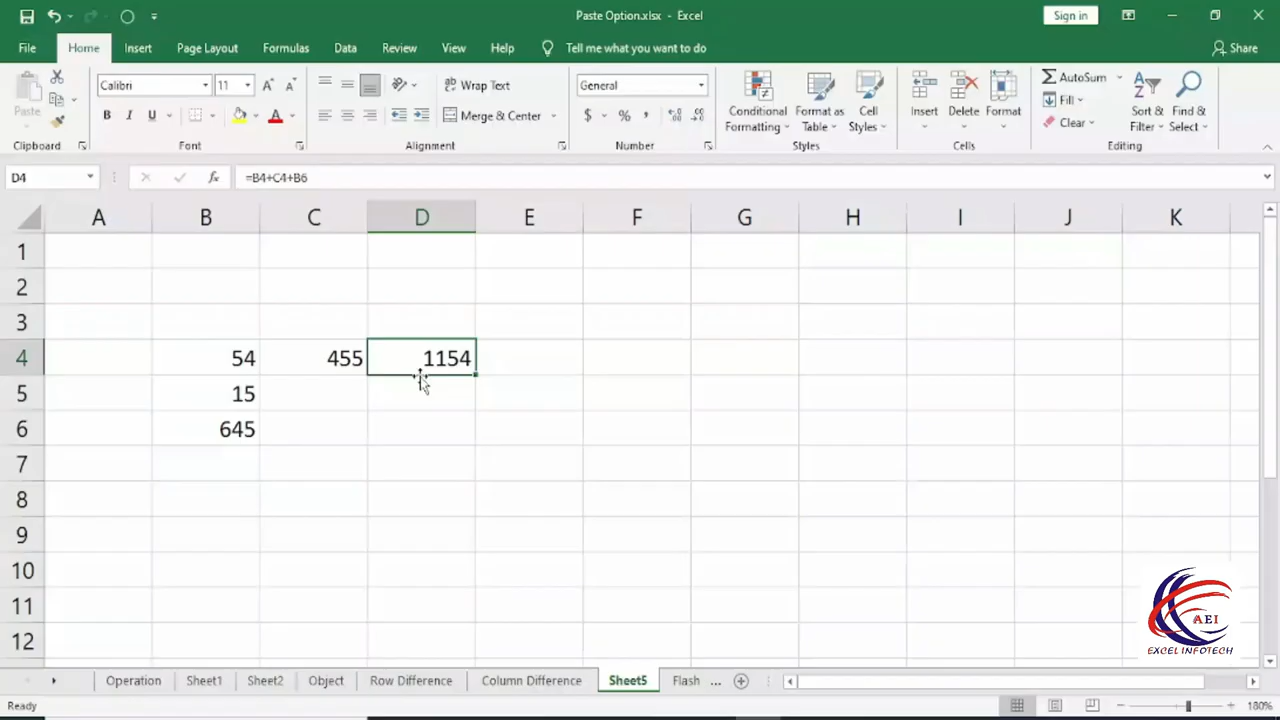 Paste Option.xlsx - Excel
Sign in
File Home Insert Page Layout Formulas Data Review View Help Tell me what you want to do Share
Paste
Clipboard
Calibri 11
B I U
Font
Wrap Text
Merge & Center
Alignment
General
$ % ,
Number
Conditional Formatting
Format as Table
Cell Styles
Styles
Insert Delete Format
Cells
AutoSum
Fill
Clear
Sort & Filter
Find & Select
Editing
D4 fx =B4+C4+B6
A B C D E F G H I J K
1
2
3
4 54 455 1154
5 15
6 645
7
8
9
10
11
12
AEI
EXCEL INFOTECH
Operation Sheet1 Sheet2 Object Row Difference Column Difference Sheet5 Flash ...
Ready 180%